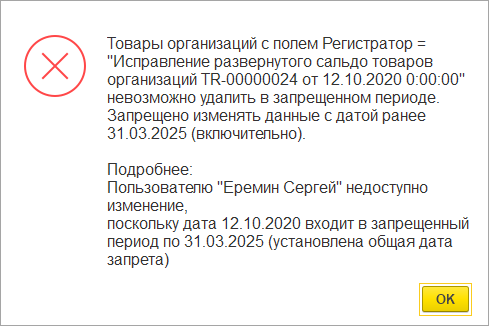 Товары организаций с полем Регистратор =
"Исправление развернутого сальдо товаров
организаций TR-00000024 от 12.10.2020 0:00:00"
невозможно удалить в запрещенном периоде.
Запрещено изменять данные с датой ранее
31.03.2025 (включительно).
Подробнее:
Пользователю "Еремин Сергей" недоступно
изменение,
поскольку дата 12.10.2020 входит в запрещенный
период по 31.03.2025 (установлена общая дата
запрета)
ОК